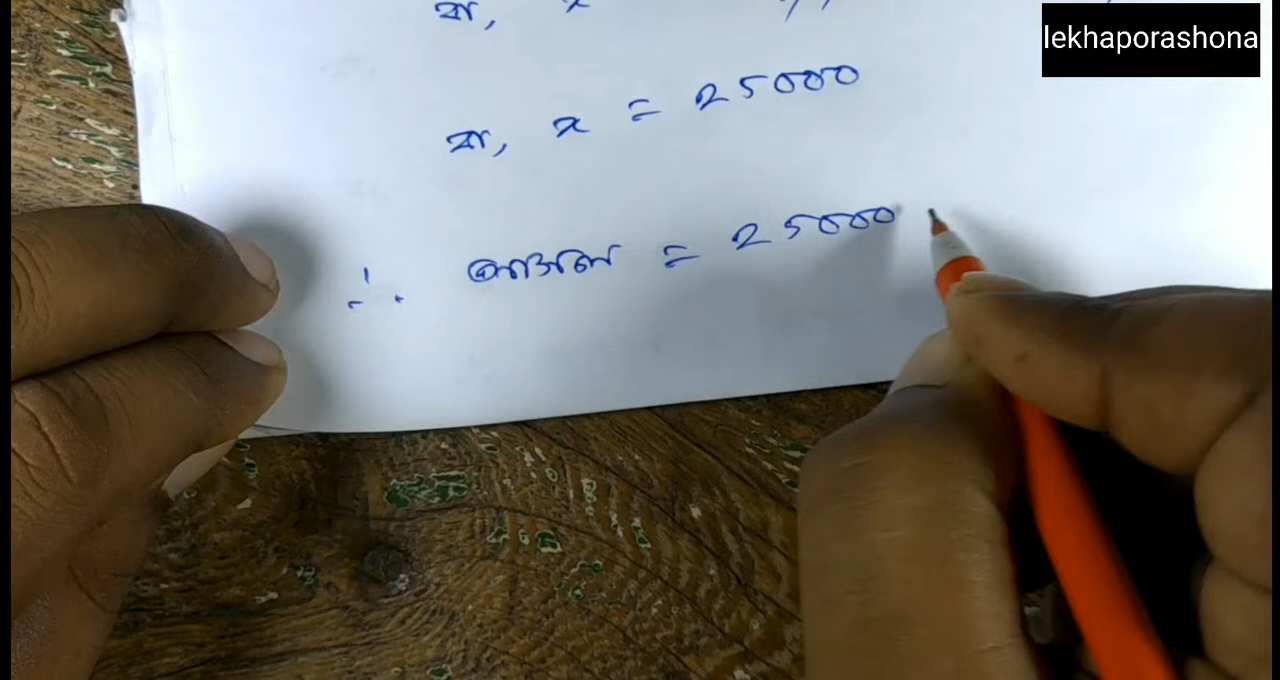 lekhaporashona
বা, x
বা, x = 25000
∴ আসল = 25000